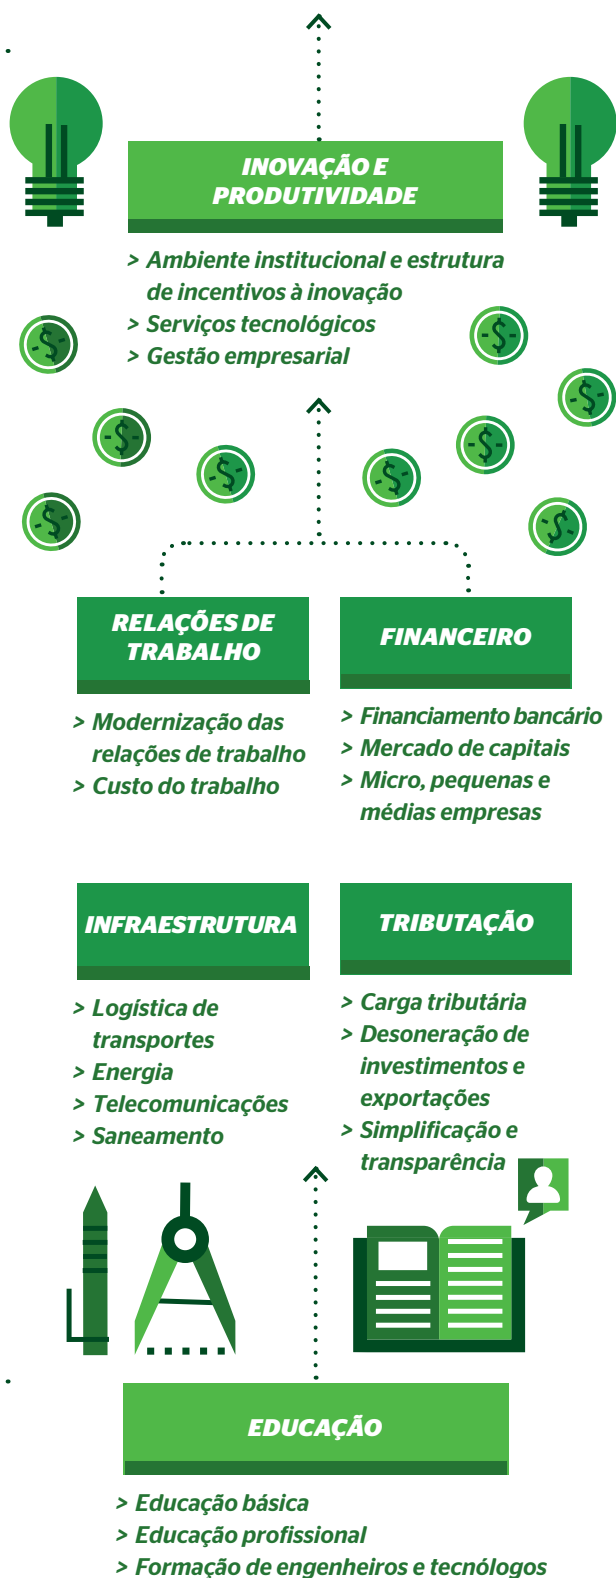 INOVAÇÃO E
PRODUTIVIDADE
> Ambiente institucional e estrutura
de incentivos à inovação
> Serviços tecnológicos
> Gestão empresarial
RELAÇÕES DE
TRABALHO
> Modernização das
relações de trabalho
> Custo do trabalho
FINANCEIRO
> Financiamento bancário
> Mercado de capitais
> Micro, pequenas e
médias empresas
INFRAESTRUTURA
> Logística de
transportes
> Energia
> Telecomunicações
> Saneamento
TRIBUTAÇÃO
> Carga tributária
> Desoneração de
investimentos e
exportações
> Simplificação e
transparência
EDUCAÇÃO
> Educação básica
> Educação profissional
> Formação de engenheiros e tecnólogos